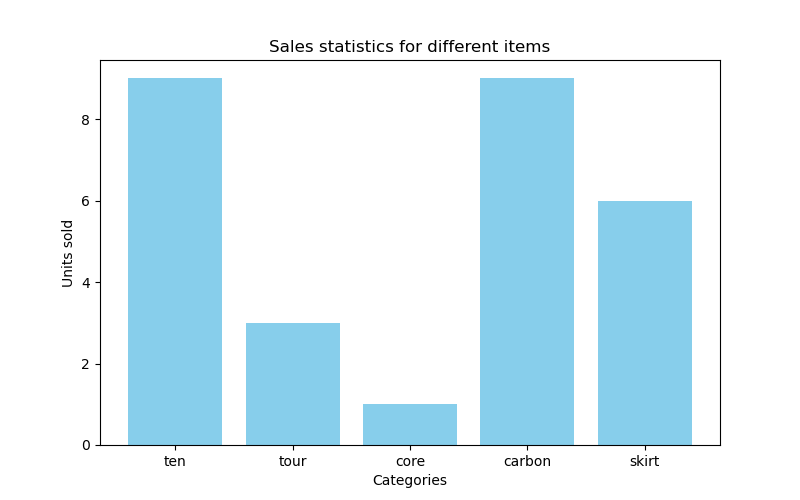 Sales statistics for different items
8
6
4
2
0
Units sold
ten tour core carbon skirt
Categories